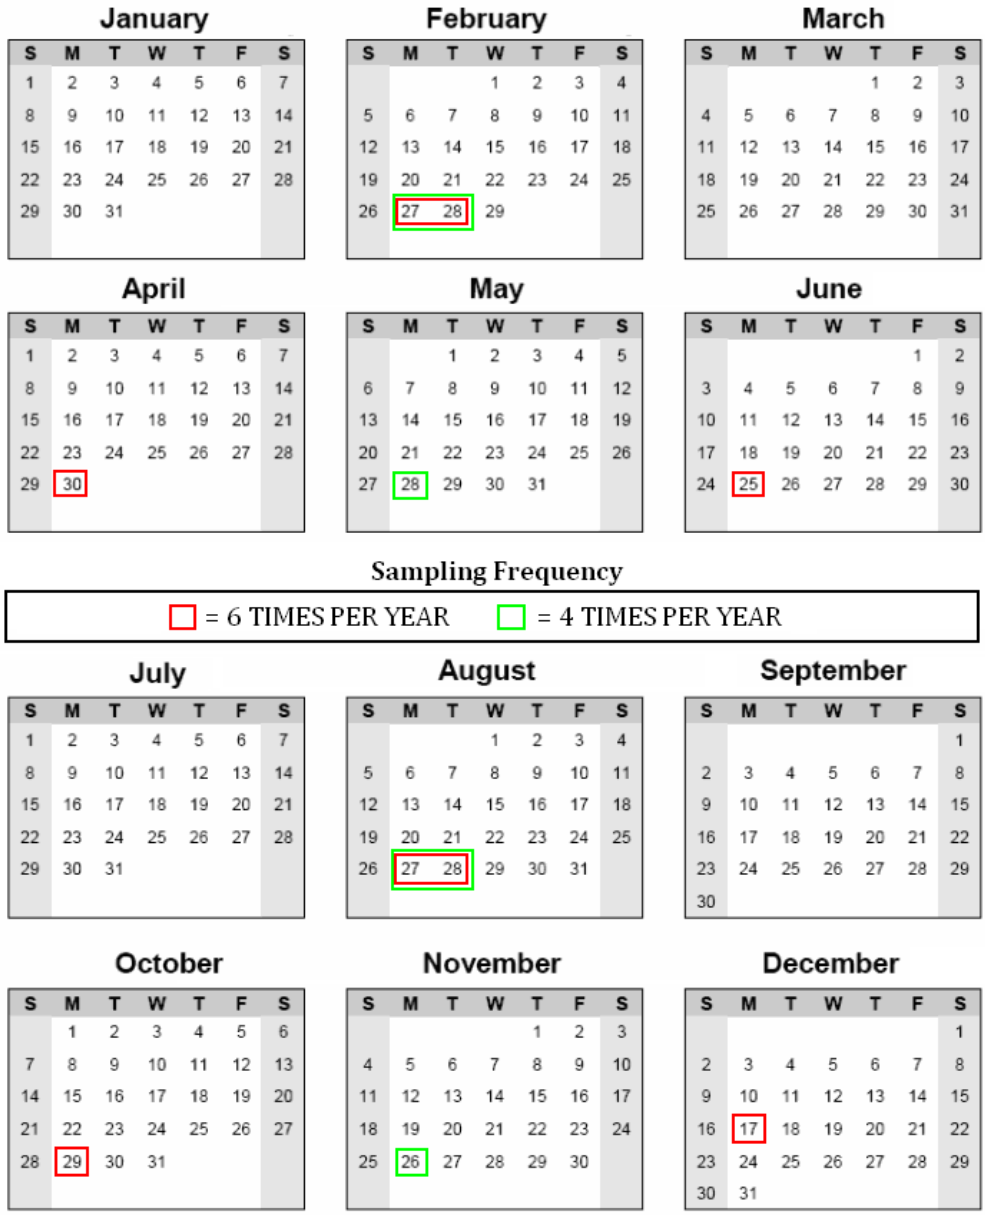 January February March
S M T W T F S S M T W T F S S M T W T F S
1 2 3 4 5 6 7 1 2 3 4 1 2 3
8 9 10 11 12 13 14 5 6 7 8 9 10 11 4 5 6 7 8 9 10
15 16 17 18 19 20 21 12 13 14 15 16 17 18 11 12 13 14 15 16 17
22 23 24 25 26 27 28 19 20 21 22 23 24 25 18 19 20 21 22 23 24
29 30 31 26 27 28 29 25 26 27 28 29 30 31
April May June
S M T W T F S S M T W T F S S M T W T F S
1 2 3 4 5 6 7 1 2 3 4 5 1 2
8 9 10 11 12 13 14 6 7 8 9 10 11 12 3 4 5 6 7 8 9
15 16 17 18 19 20 21 13 14 15 16 17 18 19 10 11 12 13 14 15 16
22 23 24 25 26 27 28 20 21 22 23 24 25 26 17 18 19 20 21 22 23
29 30 27 28 29 30 31 24 25 26 27 28 29 30
Sampling Frequency
= 6 TIMES PER YEAR = 4 TIMES PER YEAR
July August September
S M T W T F S S M T W T F S S M T W T F S
1 2 3 4 5 6 7 1 2 3 4 1
8 9 10 11 12 13 14 5 6 7 8 9 10 11 2 3 4 5 6 7 8
15 16 17 18 19 20 21 12 13 14 15 16 17 18 9 10 11 12 13 14 15
22 23 24 25 26 27 28 19 20 21 22 23 24 25 16 17 18 19 20 21 22
29 30 31 26 27 28 29 30 31 23 24 25 26 27 28 29
30
October November December
S M T W T F S S M T W T F S S M T W T F S
1 2 3 4 5 6 1 2 3 1
7 8 9 10 11 12 13 4 5 6 7 8 9 10 2 3 4 5 6 7 8
14 15 16 17 18 19 20 11 12 13 14 15 16 17 9 10 11 12 13 14 15
21 22 23 24 25 26 27 18 19 20 21 22 23 24 16 17 18 19 20 21 22
28 29 30 31 25 26 27 28 29 30 23 24 25 26 27 28 29
30 31